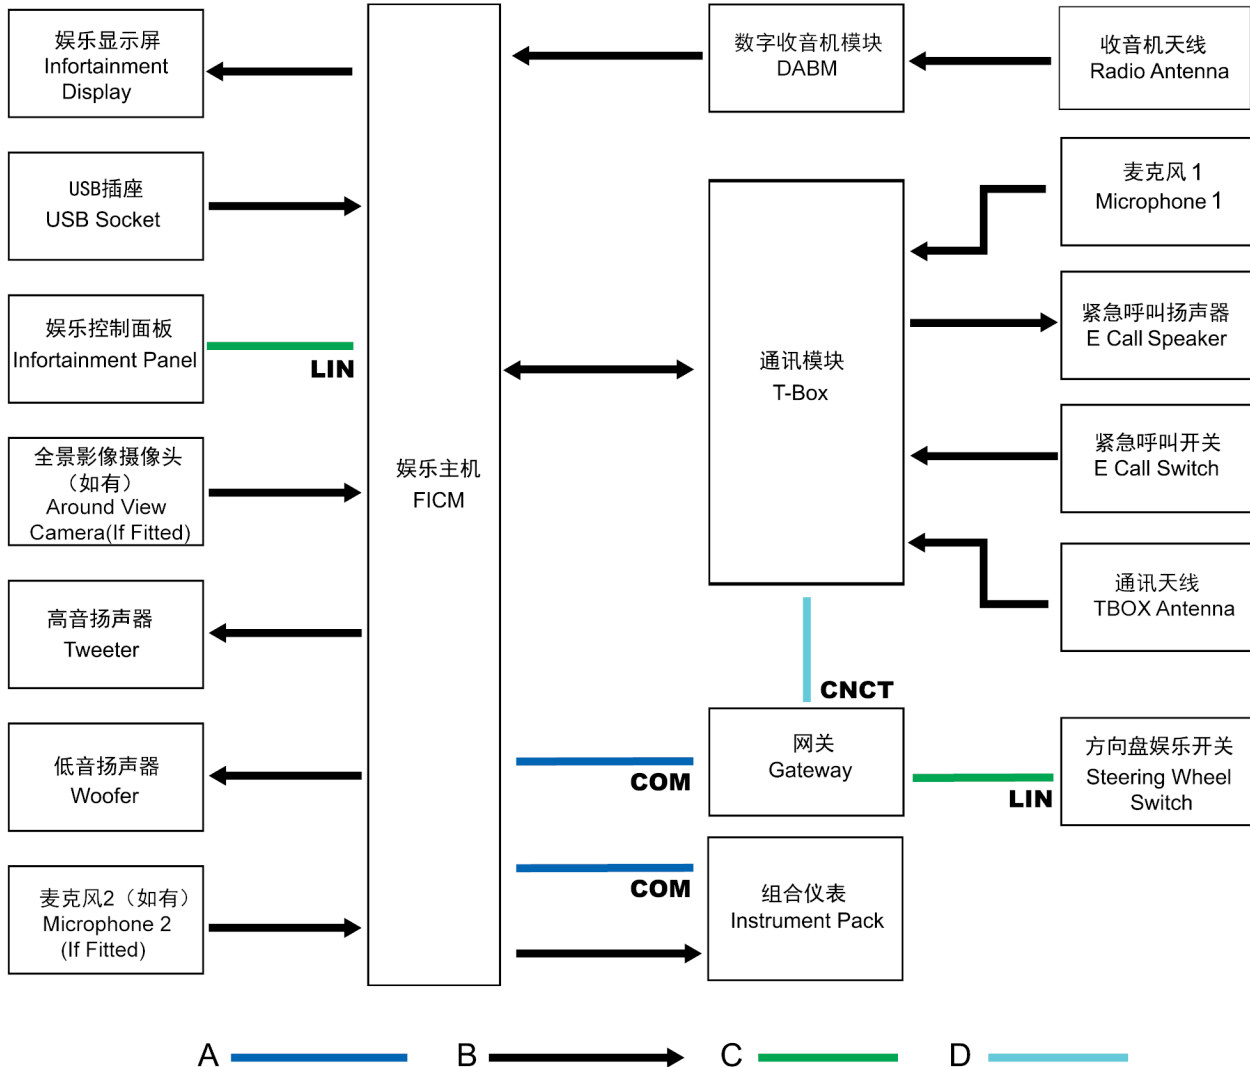 娱乐显示屏
Infortainment
Display
USB插座
USB Socket
娱乐控制面板
Infortainment Panel
LIN
全景影像摄像头
（如有）
Around View
Camera(If Fitted)
高音扬声器
Tweeter
低音扬声器
Woofer
麦克风2（如有）
Microphone 2
(If Fitted)
娱乐主机
FICM
数字收音机模块
DABM
通讯模块
T-Box
CNCT
网关
Gateway
COM
COM
组合仪表
Instrument Pack
收音机天线
Radio Antenna
麦克风 1
Microphone 1
紧急呼叫扬声器
E Call Speaker
紧急呼叫开关
E Call Switch
通讯天线
TBOX Antenna
LIN
方向盘娱乐开关
Steering Wheel
Switch
A
B
C
D